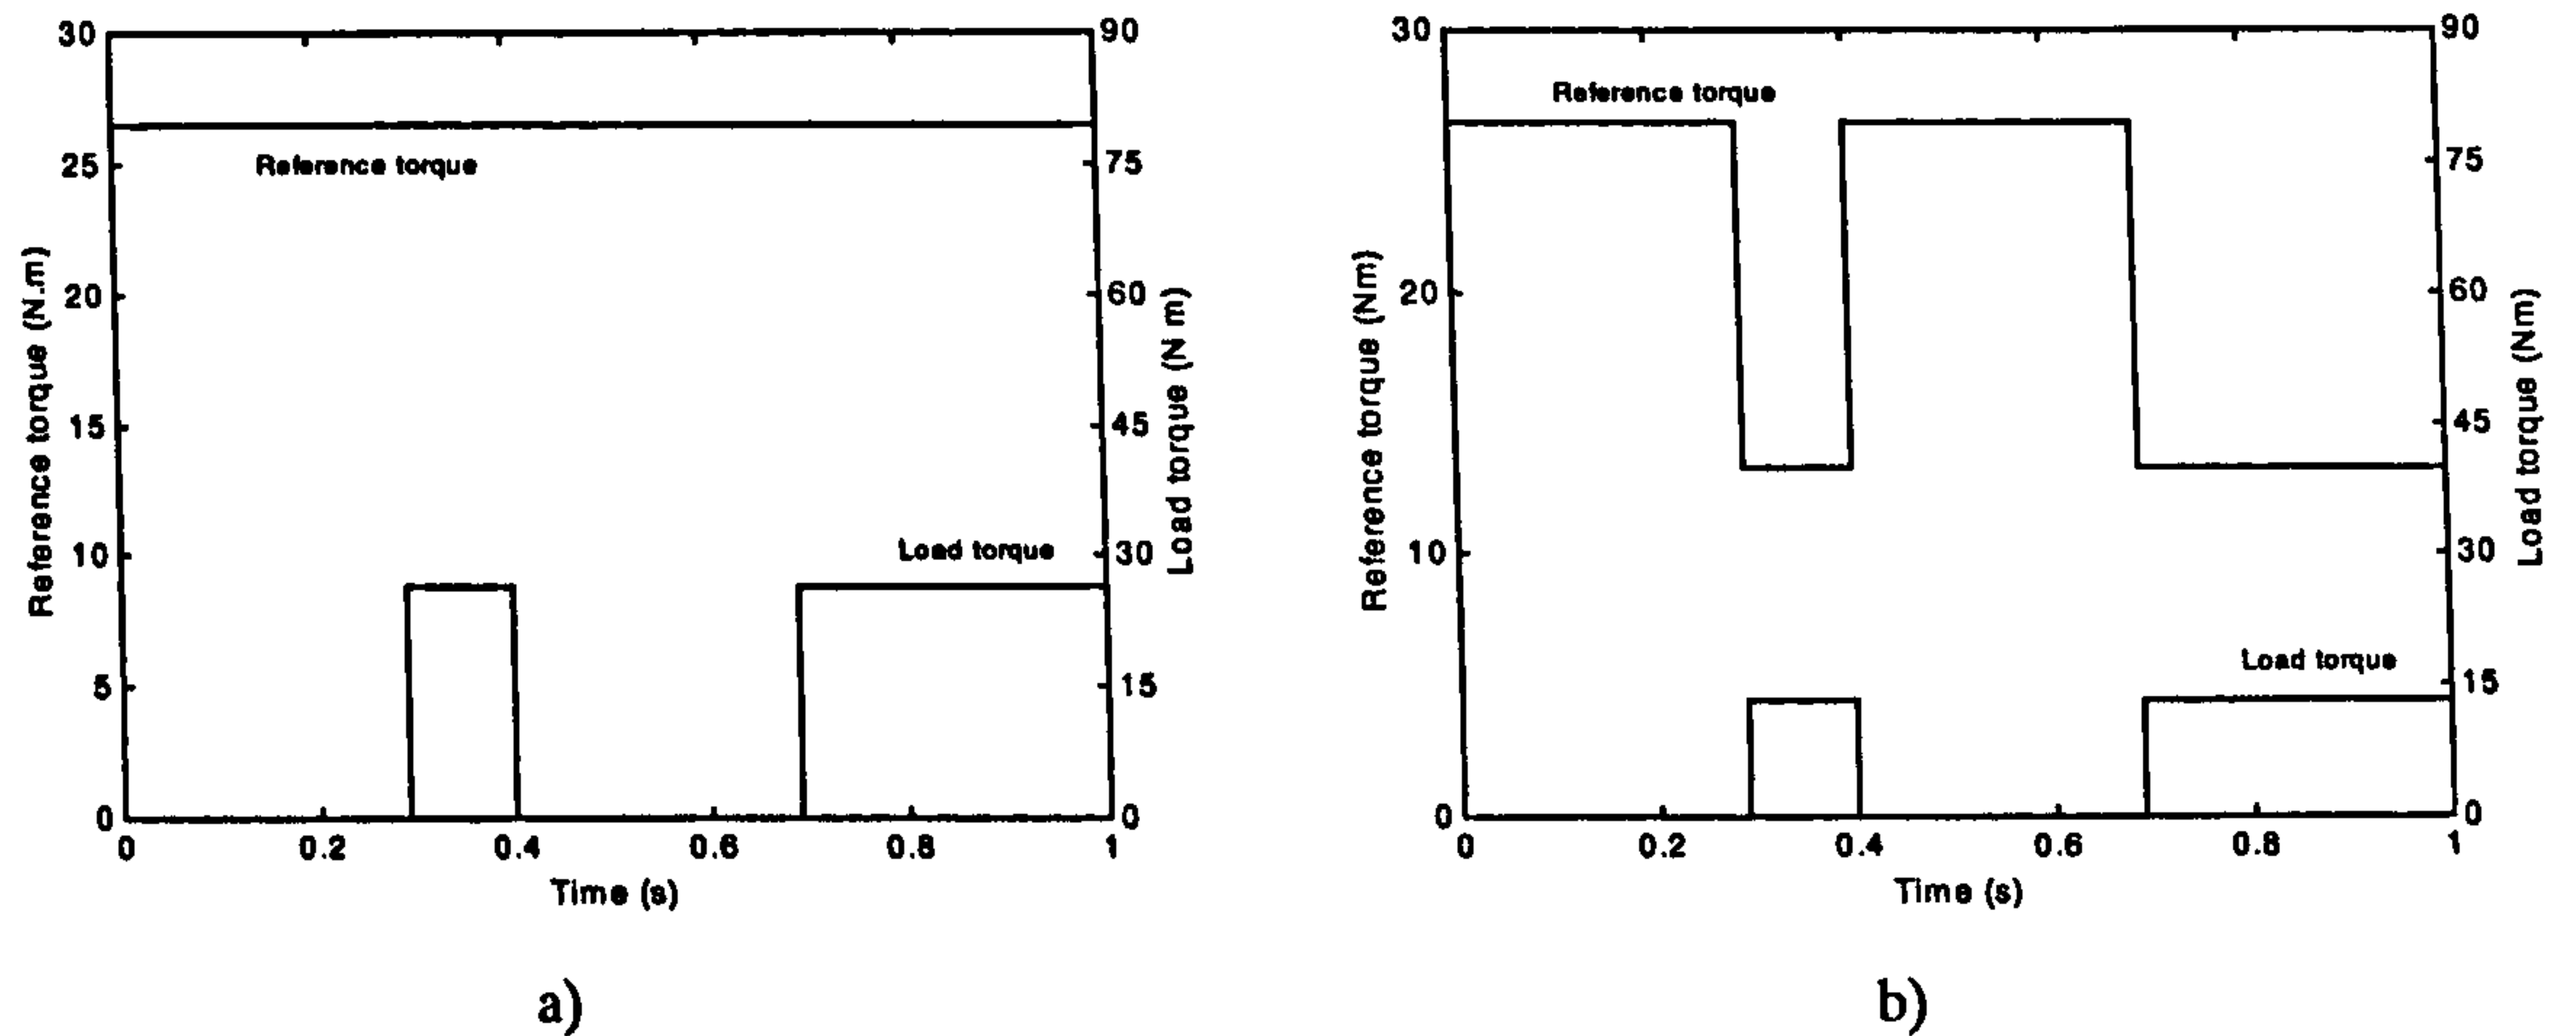 30
25
20
15
10
5
0
Reference torque (N.m)
90
75
60
45
30
15
0
Load torque (N m)
Reference torque
Load torque
0 0.2 0.4 0.6 0.8 1
Time (s)
a)
30
20
10
0
Reference torque (Nm)
90
75
60
45
30
15
0
Load torque (Nm)
Reference torque
Load torque
0 0.2 0.4 0.6 0.8 1
Time (s)
b)